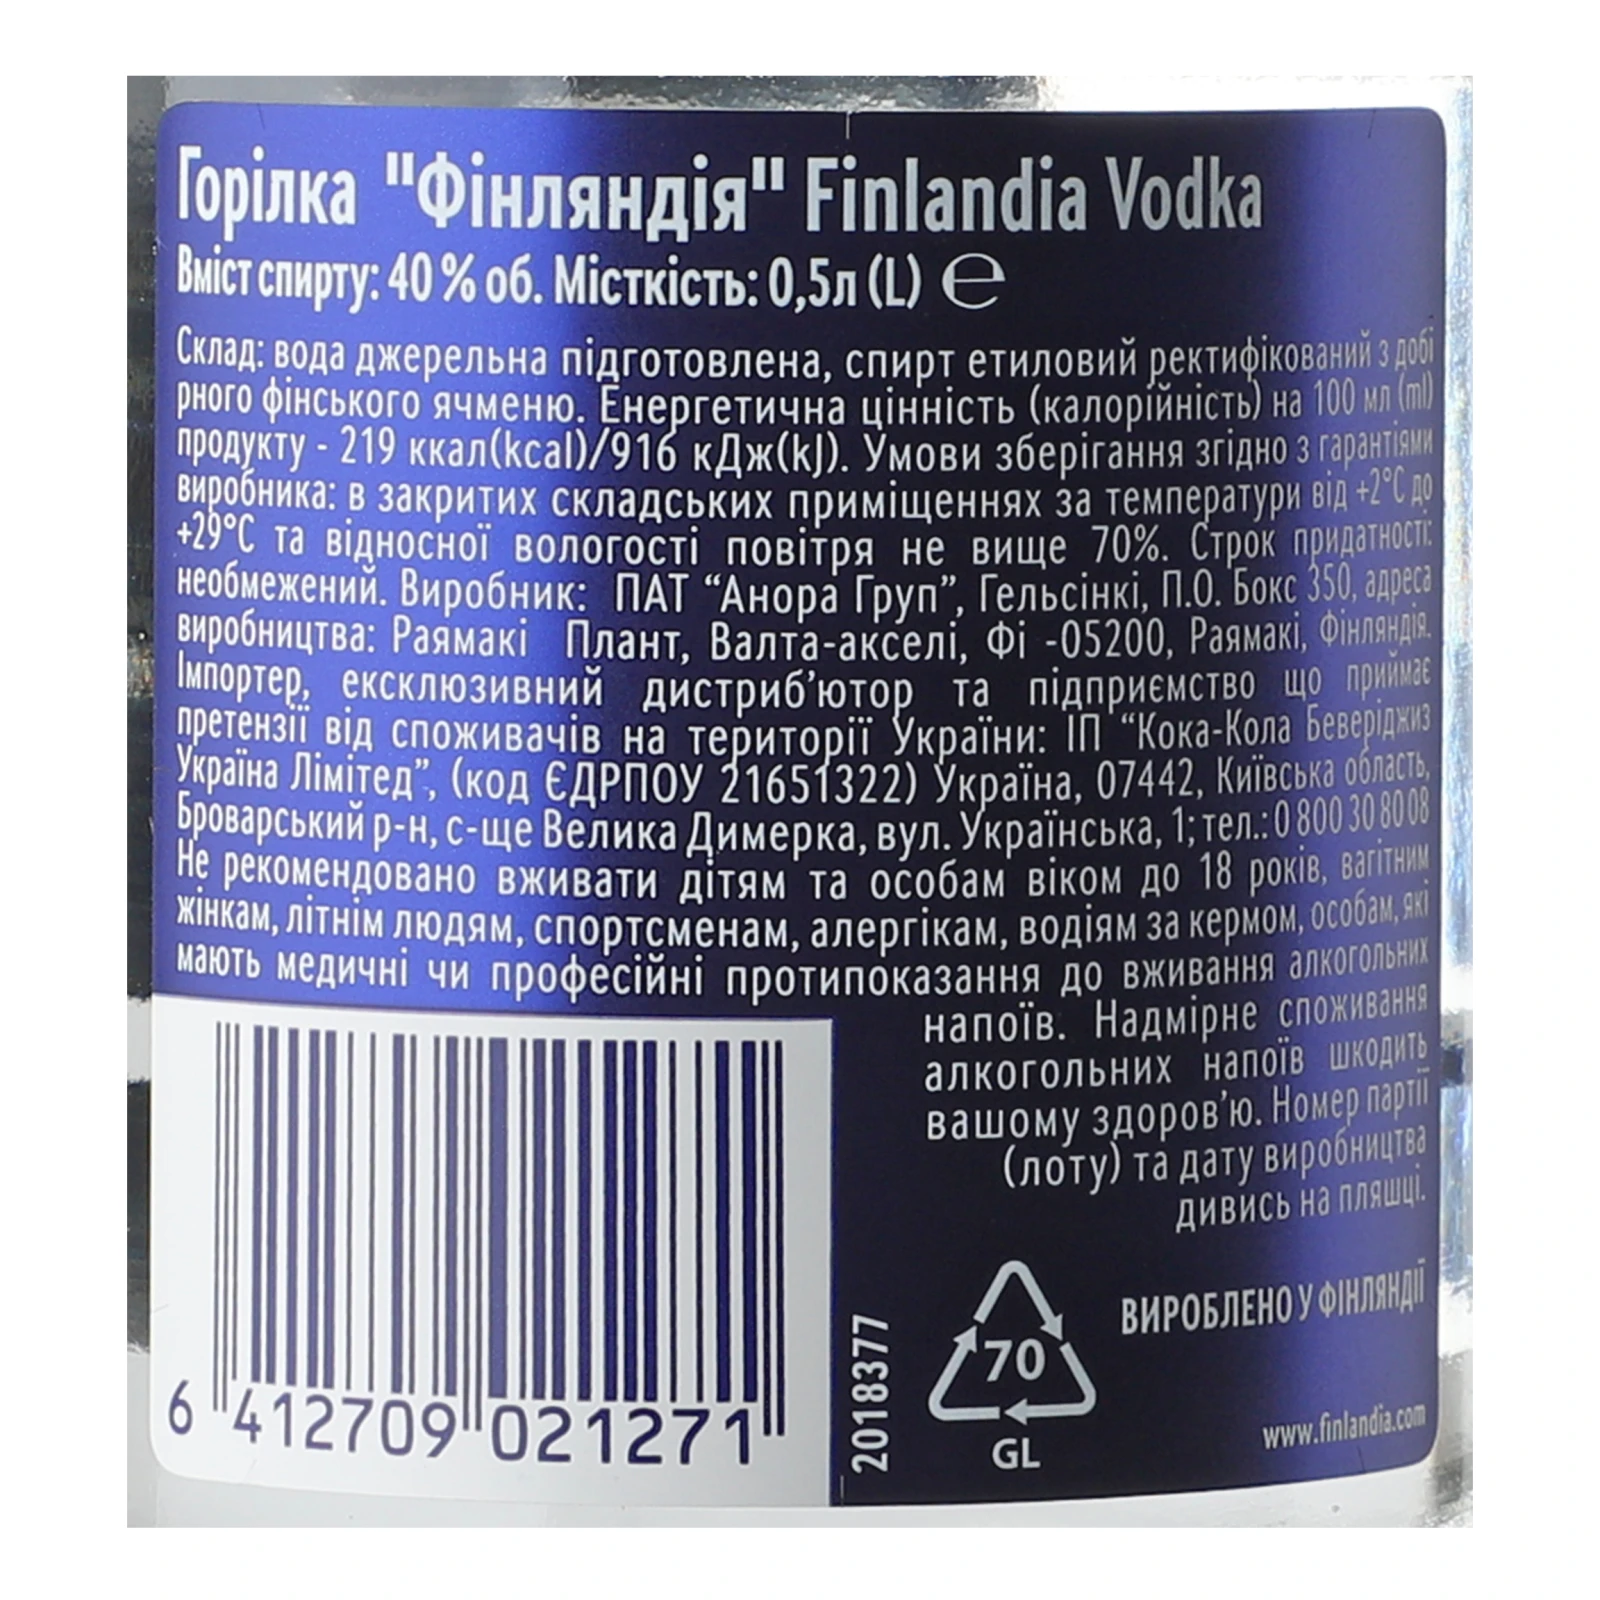 Горілка "Фінляндія" Finlandia Vodka
Вміст спирту: 40 % об. Місткість: 0,5л (L) ℮
Склад: вода джерельна підготовлена, спирт етиловий ректифікований з добі
рного фінського ячменю. Енергетична цінність (калорійність) на 100 мл (ml)
продукту - 219 ккал(kcal)/916 кДж(kJ). Умови зберігання згідно з гарантіями
виробника: в закритих складських приміщеннях за температури від +2°C до
+29°C та відносної вологості повітря не вище 70%. Строк придатності:
необмежений. Виробник: ПАТ “Анора Груп”, Гельсінкі, П.О. Бокс 350, адреса
виробництва: Раямакі Плант, Валта-акселі, Фі -05200, Раямакі, Фінляндія.
Імпортер, ексклюзивний дистриб’ютор та підприємство що приймає
претензії від споживачів на території України: ІП “Кока-Кола Беверіджиз
Україна Лімітед”, (код ЄДРПОУ 21651322) Україна, 07442, Київська область,
Броварський р-н, с-ще Велика Димерка, вул. Українська, 1; тел.: 0 800 30 8008
Не рекомендовано вживати дітям та особам віком до 18 років, вагітним
жінкам, літнім людям, спортсменам, алергікам, водіям за кермом, особам, які
мають медичні чи професійні протипоказання до вживання алкогольних
напоїв. Надмірне споживання
алкогольних напоїв шкодить
вашому здоров’ю. Номер партії
(лоту) та дату виробництва
дивись на пляшці.
ВИРОБЛЕНО У ФІНЛЯНДІЇ
70
GL
www.finlandia.com
2018377
6 412709 021271